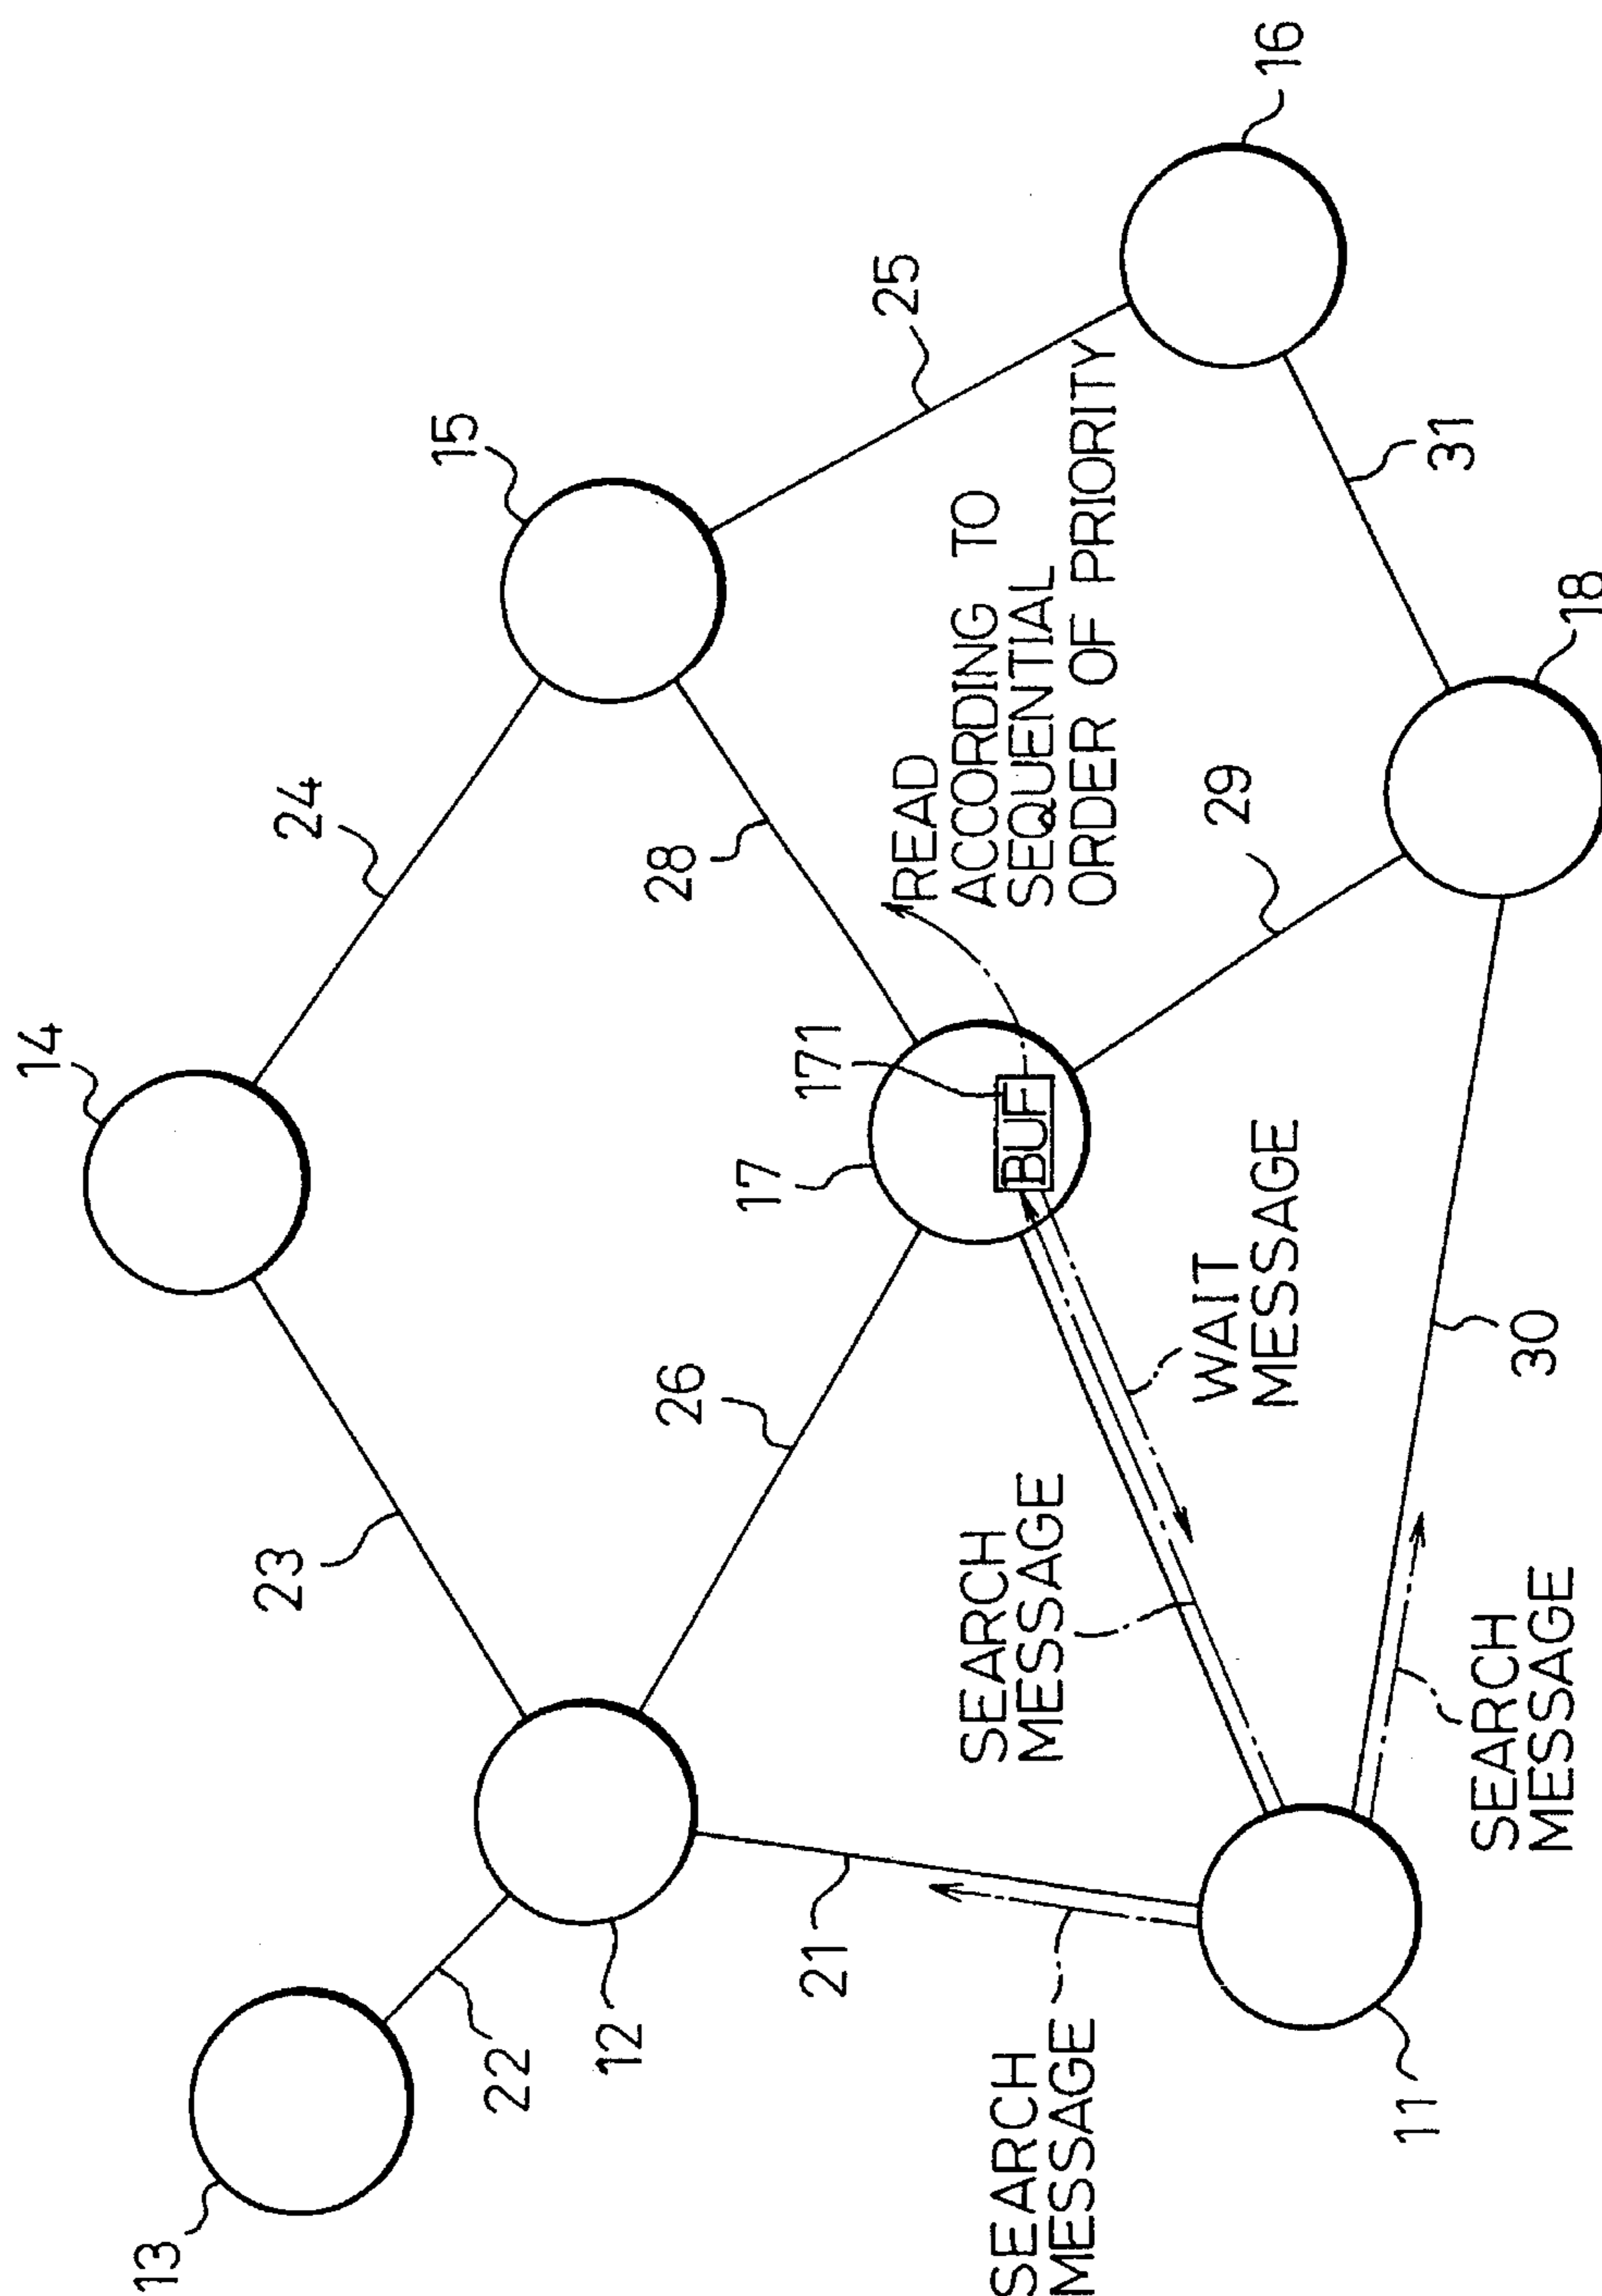 14
13
23
24
15
22
12
26
28
17
171
21
25
16
READ
ACCORDING TO
SEQUENTIAL
ORDER OF PRIORITY
BUF
SEARCH
MESSAGE
SEARCH
MESSAGE
WAIT
MESSAGE
29
11
31
30
SEARCH
MESSAGE
18